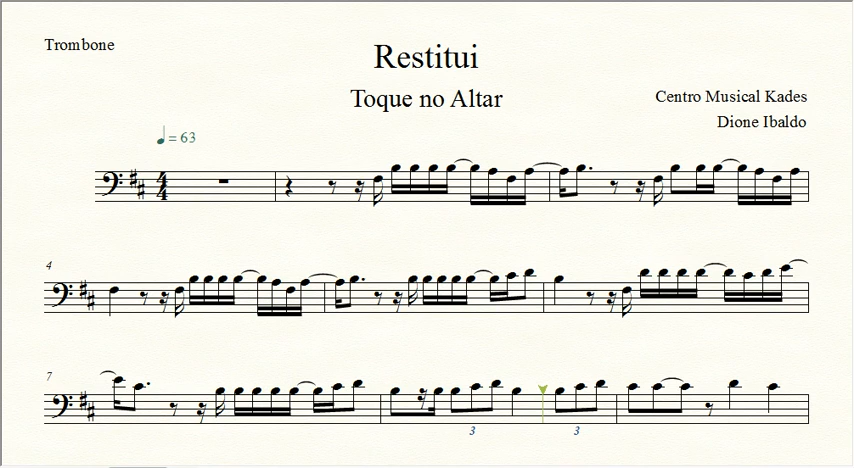 Trombone
Restitui
Toque no Altar
Centro Musical Kades
Dione Ibaldo
= 63
4
4
4
7
3
3